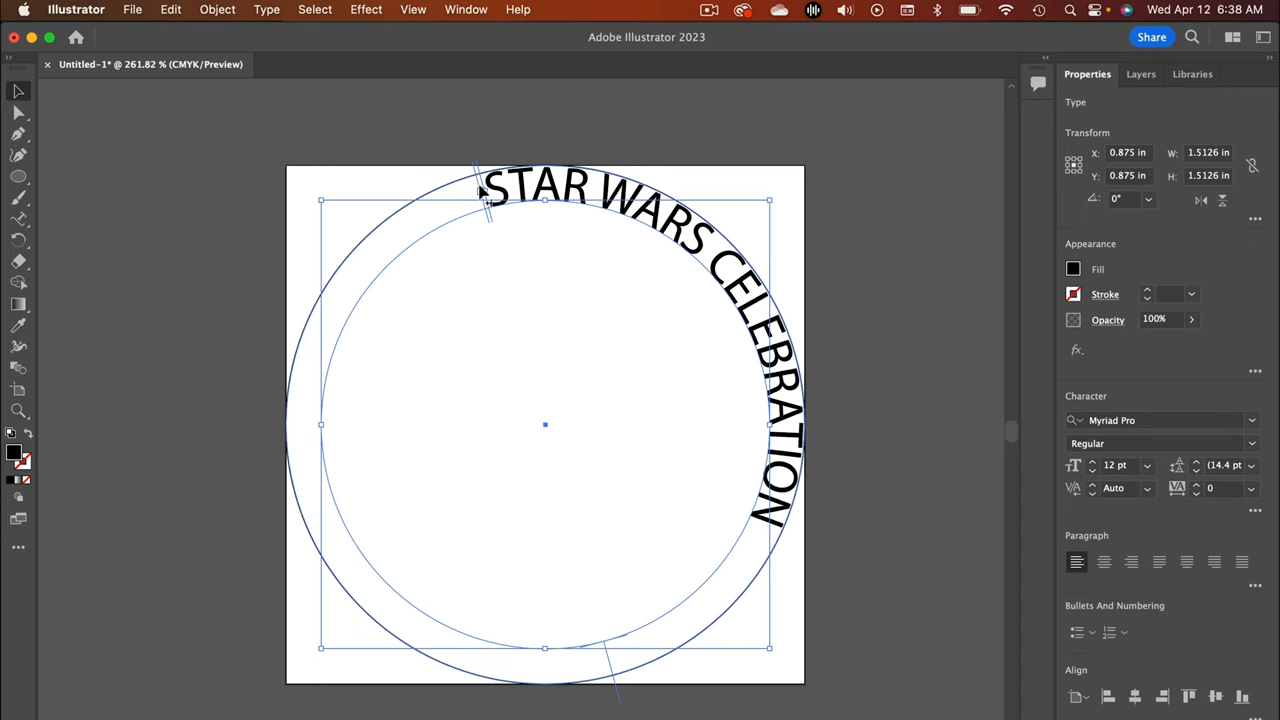 Illustrator File Edit Object Type Select Effect View Window Help Wed Apr 12 6:38 AM
Adobe Illustrator 2023 Share
Untitled-1* @ 261.82 % (CMYK/Preview)
Properties Layers Libraries
Type
Transform
X: 0.875 in W: 1.5126 in
Y: 0.875 in H: 1.5126 in
0°
Appearance
Fill
Stroke
Opacity 100%
fx.
Character
Myriad Pro
Regular
12 pt (14.4 pt
Auto 0
Paragraph
Bullets And Numbering
Align
STAR WARS CELEBRATION